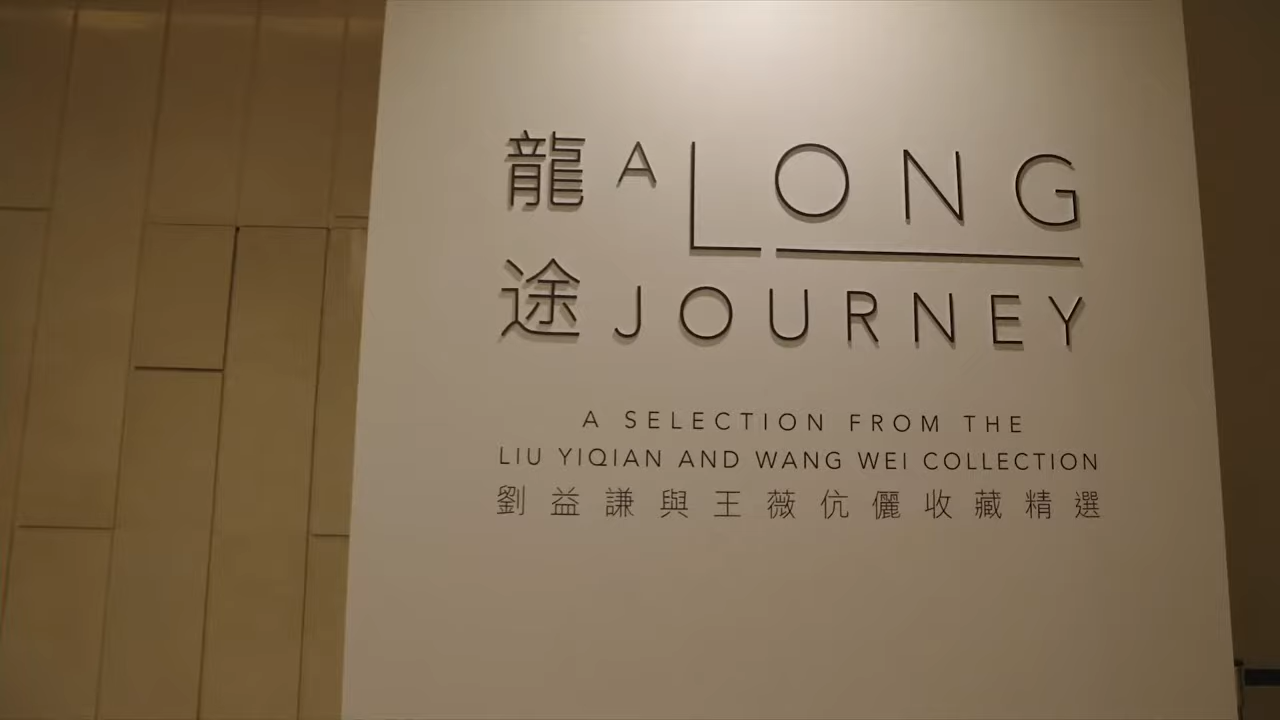 龍 A LONG
途 JOURNEY
A SELECTION FROM THE
LIU YIQIAN AND WANG WEI COLLECTION
劉益謙與王薇伉儷收藏精選